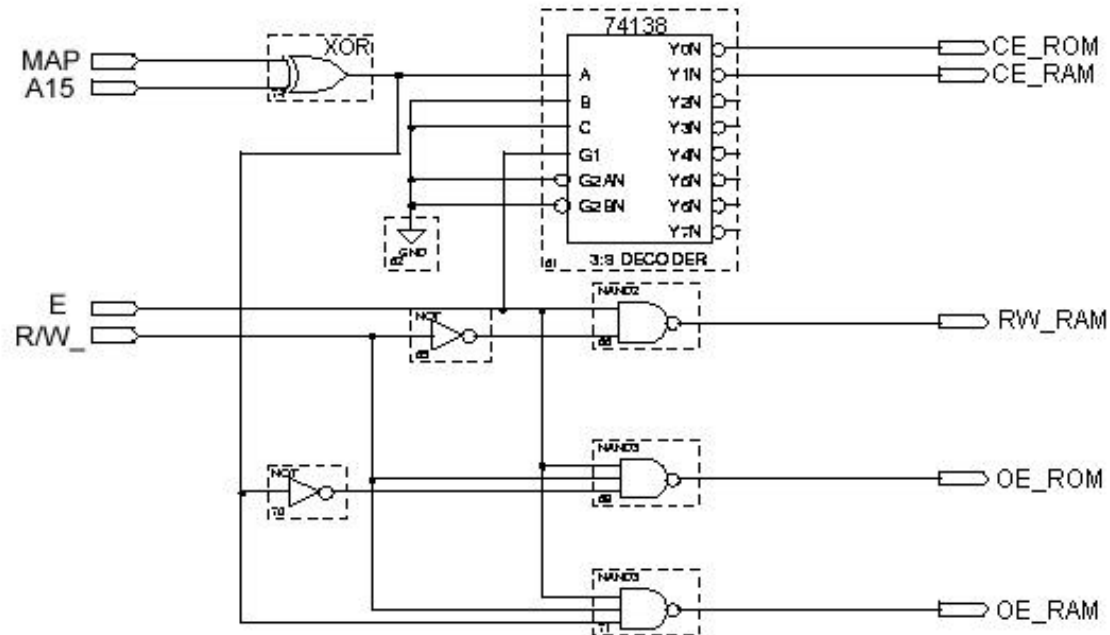 74138
XOR
MAP
A15
A
B
C
G1
G2AN
G2BN
Y0N
Y1N
Y2N
Y3N
Y4N
Y5N
Y6N
Y7N
CE_ROM
CE_RAM
GND
3:8 DECODER
E
R/W_
NOT
NAND2
RW_RAM
NOT
NAND3
OE_ROM
NAND3
OE_RAM